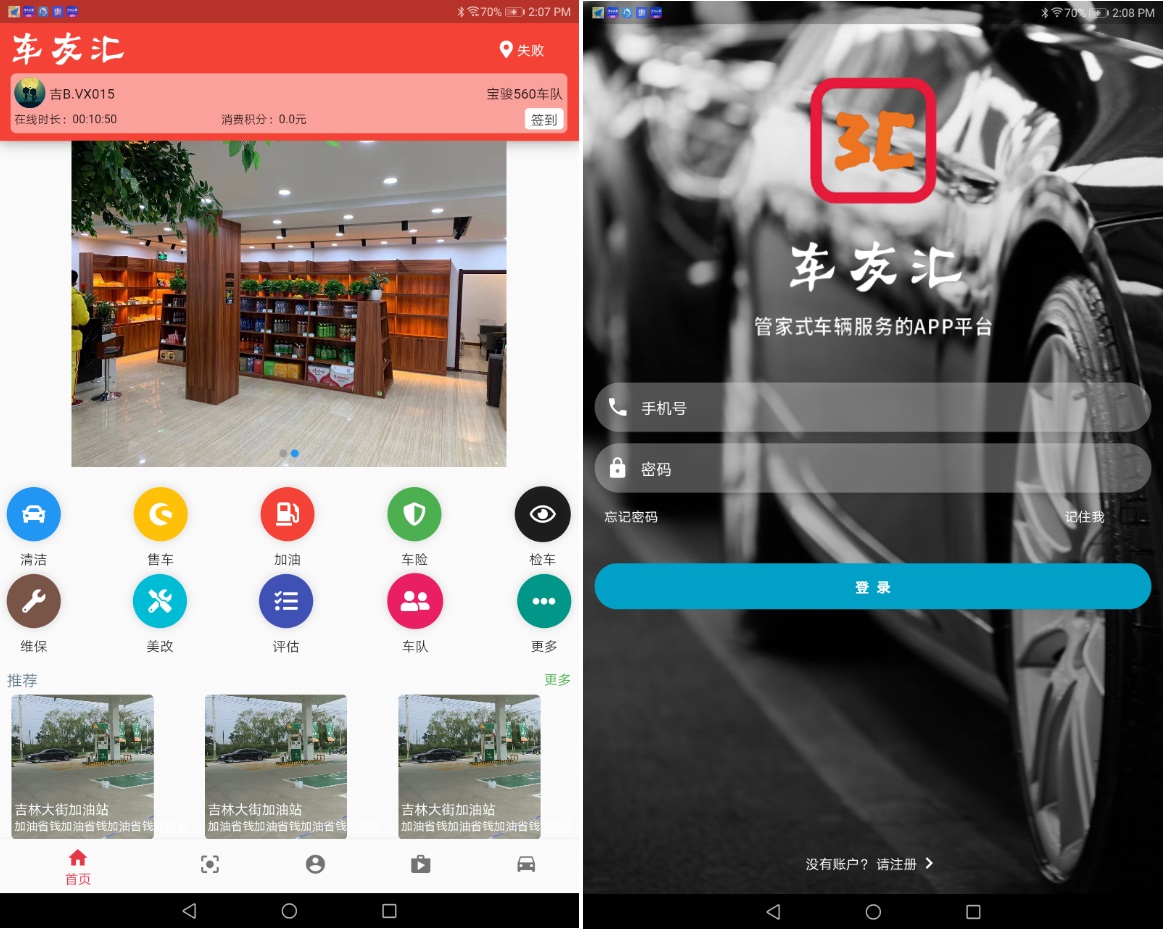 70% 2:07 PM
车友汇
失败
吉B.VX015
宝骏560车队
在线时长：00:10:50
消费积分：0.0元
签到
清洁
售车
加油
车险
检车
维保
美改
评估
车队
更多
推荐
更多
吉林大街加油站
加油省钱加油省钱加油省钱
吉林大街加油站
加油省钱加油省钱加油省钱
吉林大街加油站
加油省钱加油省钱加油省钱
首页
70% 2:08 PM
3C
车友汇
管家式车辆服务的APP平台
手机号
密码
忘记密码
记住我
登录
没有账户？请注册